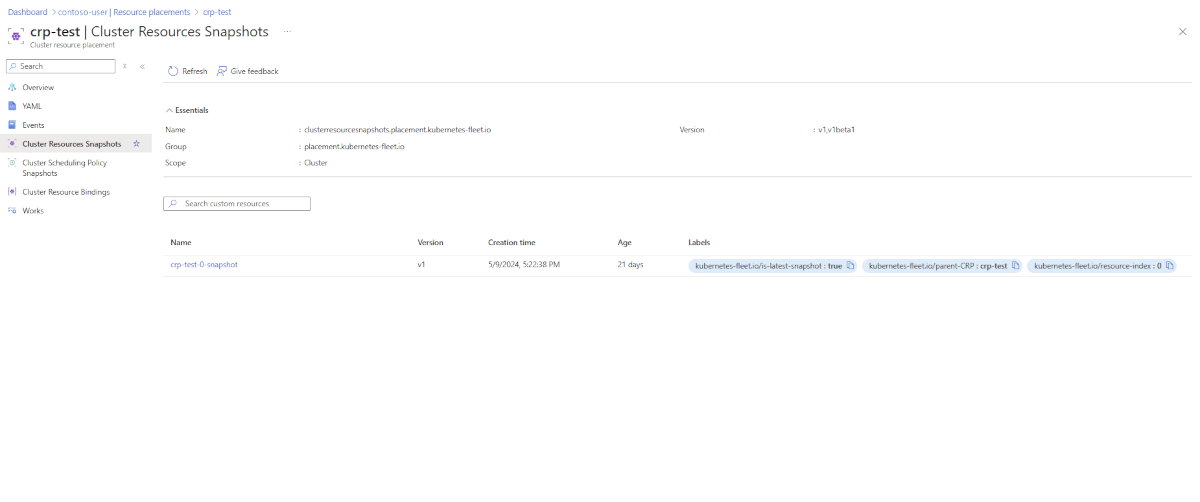 Dashboard > contoso-user | Resource placements > crp-test
crp-test | Cluster Resources Snapshots ...
Cluster resource placement
Search
Refresh Give feedback
Overview
YAML
Events
Cluster Resources Snapshots
Cluster Scheduling Policy
Snapshots
Cluster Resource Bindings
Works
Essentials
Name : clusterresourcesnapshots.placement.kubernetes-fleet.io Version : v1,v1beta1
Group : placement.kubernetes-fleet.io
Scope : Cluster
Search custom resources
Name Version Creation time Age Labels
crp-test-0-snapshot v1 5/9/2024, 5:22:38 PM 21 days kubernetes-fleet.io/is-latest-snapshot : true kubernetes-fleet.io/parent-CRP : crp-test kubernetes-fleet.io/resource-index : 0